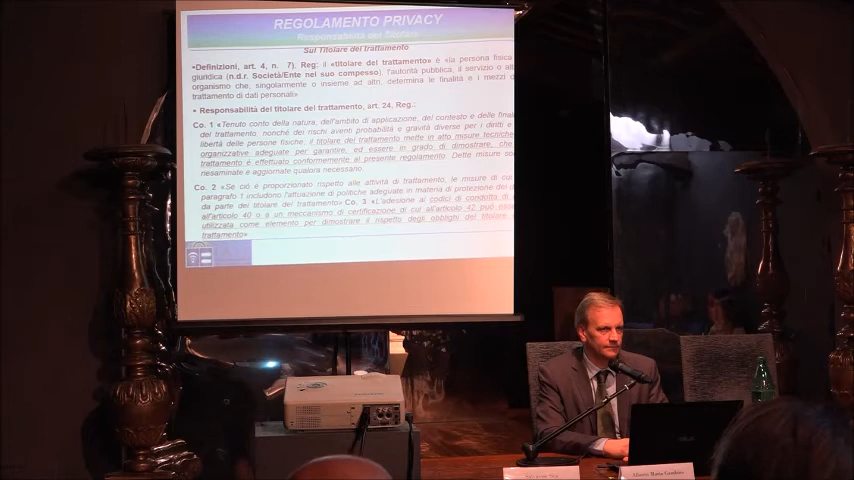 REGOLAMENTO PRIVACY
Responsabilità del Titolare
Sul Titolare del trattamento
•Definizioni, art. 4, n. 7), Reg: il «titolare del trattamento» è «la persona fisica
giuridica (n.d.r. Società/Ente nel suo compesso), l'autorità pubblica, il servizio o al
organismo che, singolarmente o insieme ad altri, determina le finalità e i mezzi
trattamento di dati personali»
• Responsabilità del titolare del trattamento, art. 24, Reg.:
Co. 1 «Tenuto conto della natura, dell'ambito di applicazione, del contesto e delle final
del trattamento, nonché dei rischi aventi probabilità e gravità diverse per i diritti e
libertà delle persone fisiche, il titolare del trattamento mette in atto misure tecniche
organizzative adeguate per garantire, ed essere in grado di dimostrare, che
trattamento è effettuato conformemente al presente regolamento. Dette misure so
riesaminate e aggiornate qualora necessario.
Co. 2 «Se ciò è proporzionato rispetto alle attività di trattamento, le misure di cui
paragrafo 1 includono l'attuazione di politiche adeguate in materia di protezione dei d
da parte del titolare del trattamento» Co. 3 «L'adesione ai codici di condotta di
all'articolo 40 o a un meccanismo di certificazione di cui all'articolo 42 può esse
utilizzata come elemento per dimostrare il rispetto degli obblighi del titolare
trattamento»
ASUS